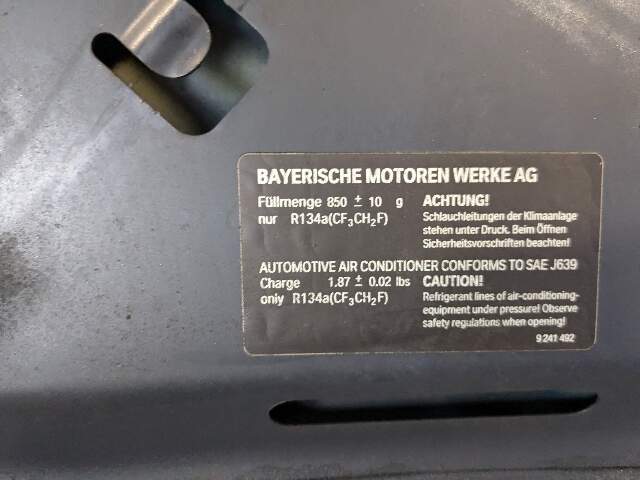 BAYERISCHE MOTOREN WERKE AG
Füllmenge 850 ± 10 g
nur R134a(CF₃CH₂F)
ACHTUNG!
Schlauchleitungen der Klimaanlage
stehen unter Druck. Beim Öffnen
Sicherheitsvorschriften beachten!
AUTOMOTIVE AIR CONDITIONER CONFORMS TO SAE J639
Charge 1.87 ± 0.02 lbs
only R134a(CF₃CH₂F)
CAUTION!
Refrigerant lines of air-conditioning-
equipment under pressure! Observe
safety regulations when opening!
9 241 492